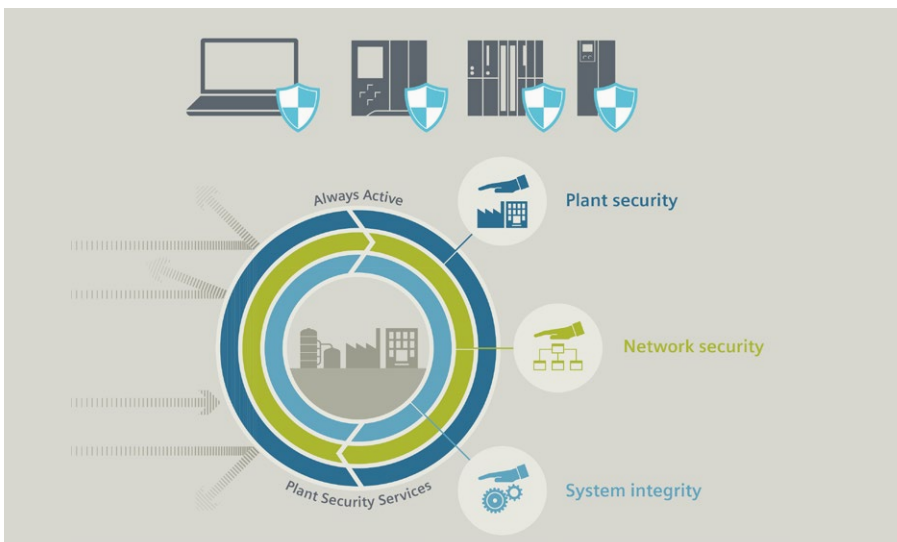 Always Active
Plant security
Network security
System integrity
Plant Security Services